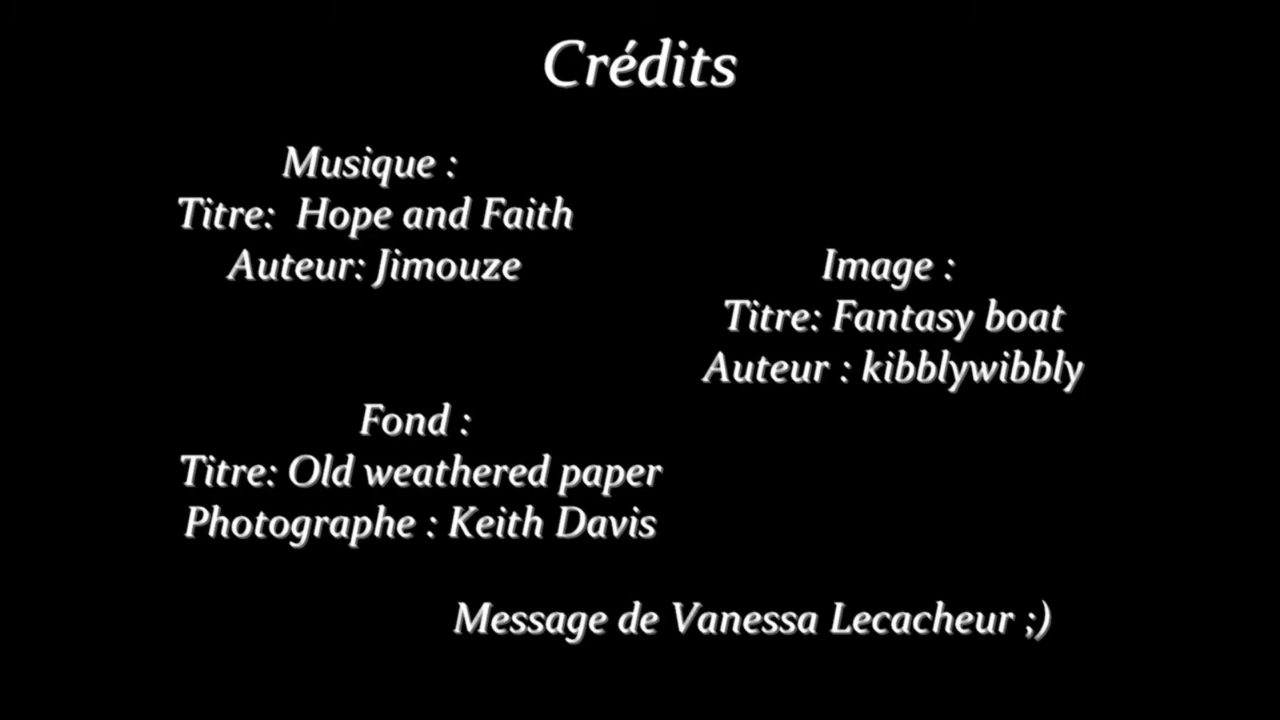 Crédits
Musique :
Titre:  Hope and Faith
Auteur: Jimouze
Image :
Titre: Fantasy boat
Auteur : kibblywibbly
Fond :
Titre: Old weathered paper
Photographe : Keith Davis
Message de Vanessa Lecacheur ;)